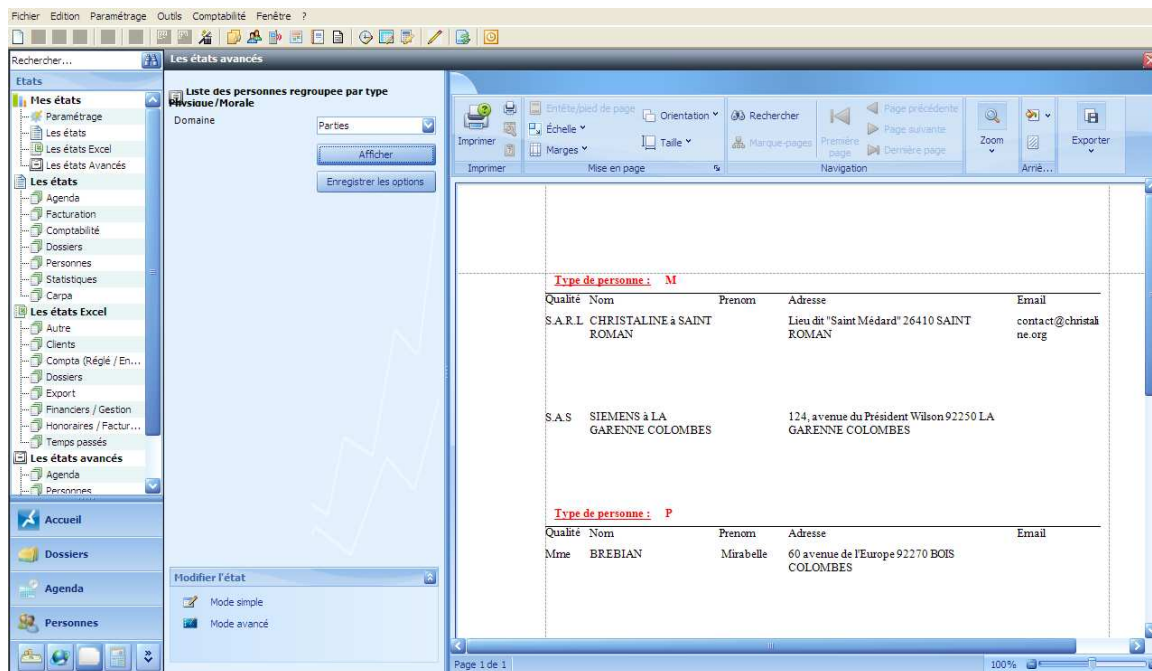 Fichier Edition Paramétrage Outils Comptabilité Fenêtre ?
Rechercher...
Les états avancés
Etats
Mes états
Paramétrage
Les états
Les états Excel
Les états Avancés
Les états
Agenda
Facturation
Comptabilité
Dossiers
Personnes
Statistiques
Carpa
Les états Excel
Autre
Clients
Compta (Réglé / En...
Dossiers
Export
Financiers / Gestion
Honoraires / Factur...
Temps passés
Les états avancés
Agenda
Personnes
Accueil
Dossiers
Agenda
Personnes
Liste des personnes regroupee par type
Physique/Morale
Domaine
Parties
Afficher
Enregistrer les options
Modifier l'état
Mode simple
Mode avancé
Imprimer
Imprimer
Entête/pied de page
Échelle
Marges
Orientation
Taille
Mise en page
Rechercher
Marque-pages
Première
page
Page précédente
Page suivante
Dernière page
Navigation
Zoom
Arriè...
Exporter
Type de personne : M
Qualité Nom Prenom Adresse Email
S.A.R.L CHRISTALINE à SAINT Lieu dit "Saint Médard" 26410 SAINT contact@christali
ROMAN ROMAN ne.org
S.A.S SIEMENS à LA 124, avenue du Président Wilson 92250 LA
GARENNE COLOMBES GARENNE COLOMBES
Type de personne : P
Qualité Nom Prenom Adresse Email
Mme BREBIAN Mirabelle 60 avenue de l'Europe 92270 BOIS
COLOMBES
Page 1 de 1
100%